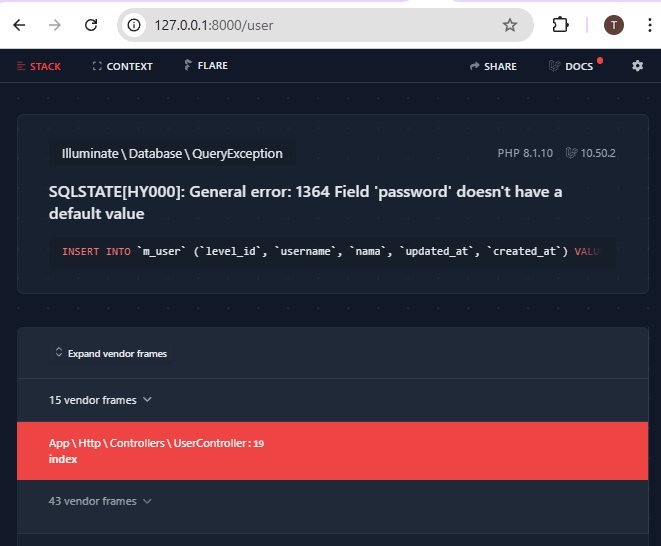 127.0.0.1:8000/user
T
STACK CONTEXT FLARE SHARE DOCS
Illuminate\Database\QueryException PHP 8.1.10 10.50.2
SQLSTATE[HY000]: General error: 1364 Field 'password' doesn't have a
default value
INSERT INTO `m_user` (`level_id`, `username`, `nama`, `updated_at`, `created_at`) VALU
Expand vendor frames
15 vendor frames
App\Http\Controllers\UserController:19
index
43 vendor frames